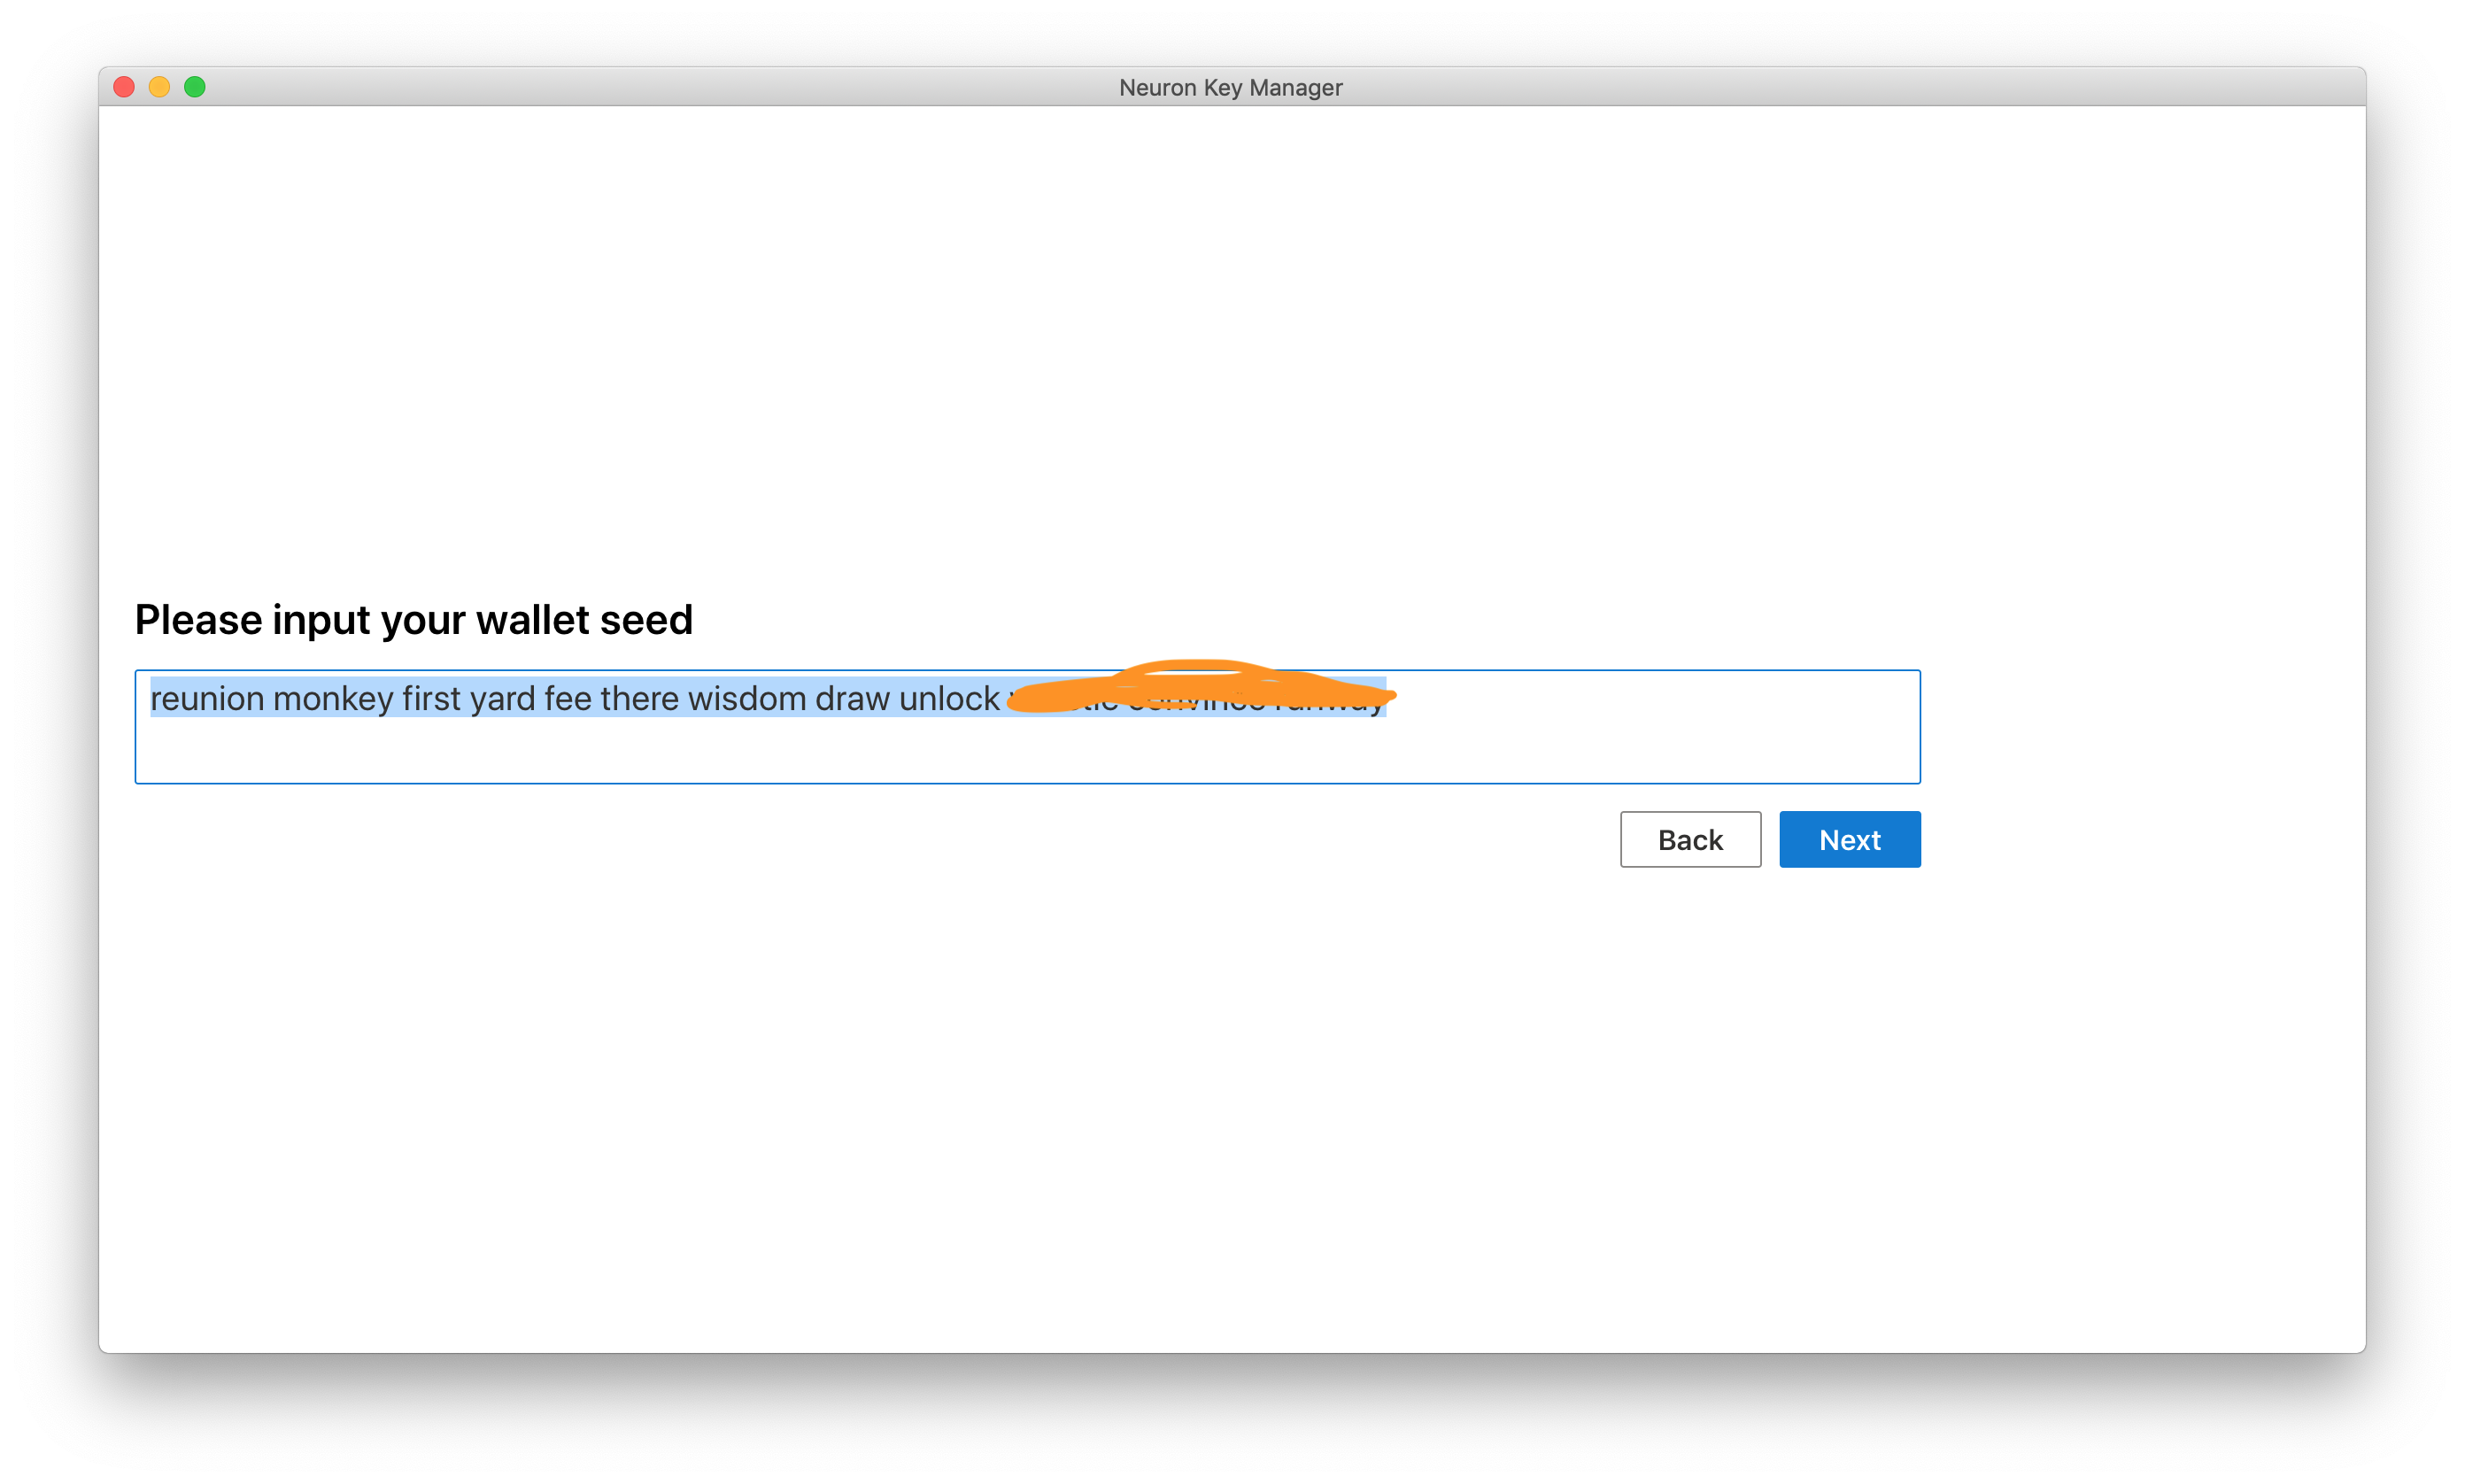 Neuron Key Manager
Please input your wallet seed
reunion monkey first yard fee there wisdom draw unlock
Back
Next